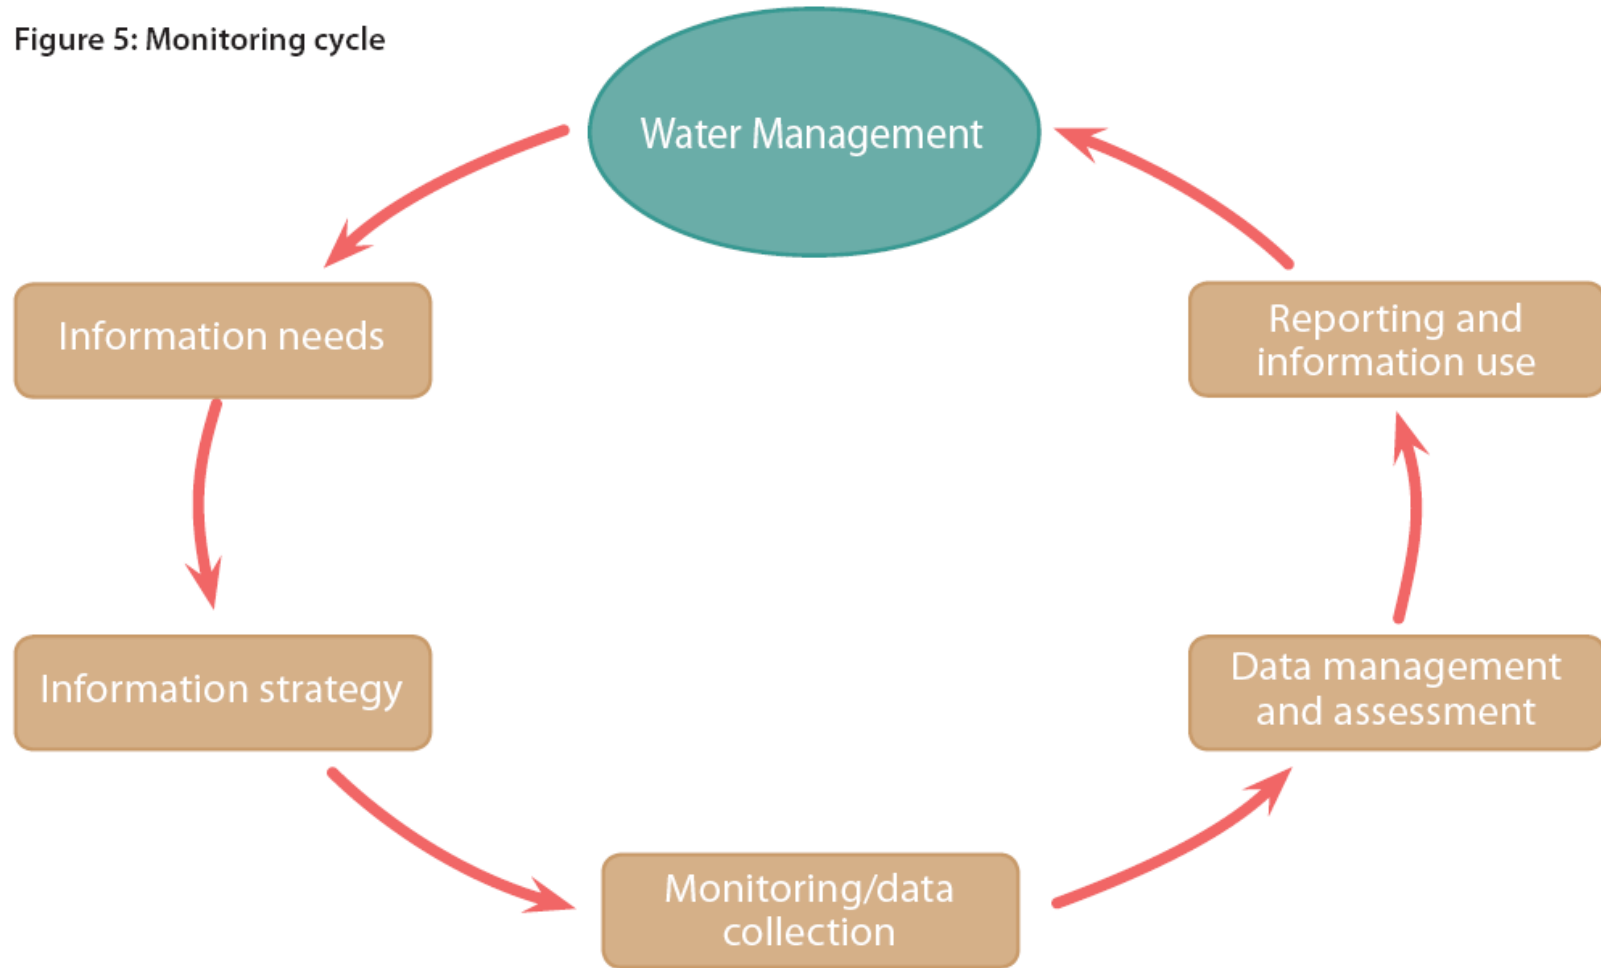 Figure 5: Monitoring cycle
Water Management
Information needs
Reporting and
information use
Information strategy
Data management
and assessment
Monitoring/data
collection